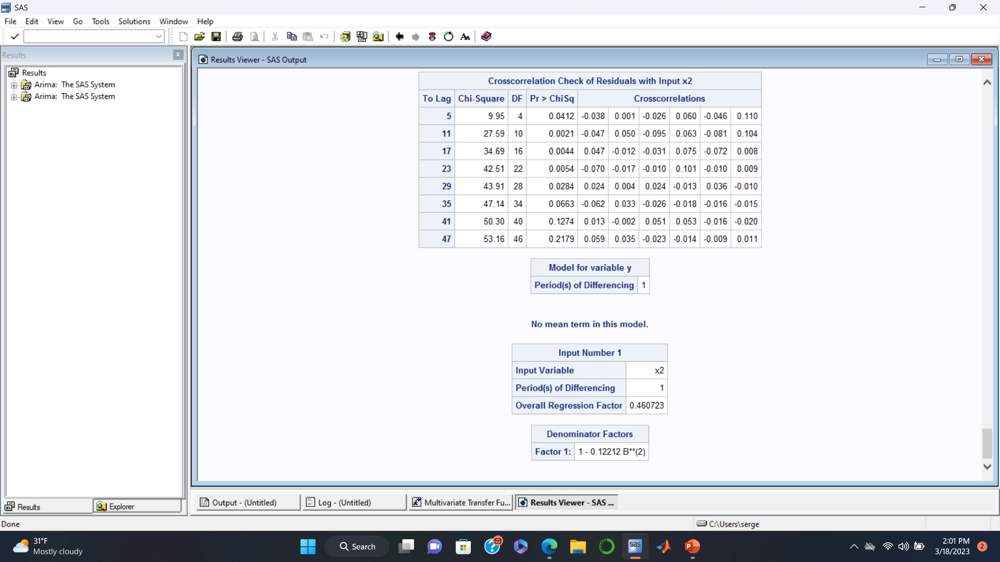 SAS
File Edit View Go Tools Solutions Window Help
Results
Results
Arima: The SAS System
Arima: The SAS System
Results Viewer - SAS Output
Crosscorrelation Check of Residuals with Input x2
To Lag Chi-Square DF Pr > ChiSq Crosscorrelations
5 9.95 4 0.0412 -0.038 0.001 -0.026 0.060 -0.046 0.110
11 27.59 10 0.0021 -0.047 0.050 -0.095 0.063 -0.081 0.104
17 34.69 16 0.0044 0.047 -0.012 -0.031 0.075 -0.072 0.008
23 42.51 22 0.0054 -0.070 -0.017 -0.010 0.101 -0.010 0.009
29 43.91 28 0.0284 0.024 0.004 0.024 -0.013 0.036 -0.010
35 47.14 34 0.0663 -0.062 0.033 -0.026 -0.018 -0.016 -0.015
41 50.30 40 0.1274 0.013 -0.002 0.051 0.053 -0.016 -0.020
47 53.16 46 0.2179 0.059 0.035 -0.023 -0.014 -0.009 0.011
Model for variable y
Period(s) of Differencing 1
No mean term in this model.
Input Number 1
Input Variable x2
Period(s) of Differencing 1
Overall Regression Factor 0.460723
Denominator Factors
Factor 1: 1 - 0.12212 B**(2)
Results Explorer
Output - (Untitled) Log - (Untitled) Multivariate Transfer Fu... Results Viewer - SAS ...
Done C:\Users\serge
31°F
Mostly cloudy
Search
sas
2:01 PM
3/18/2023
2